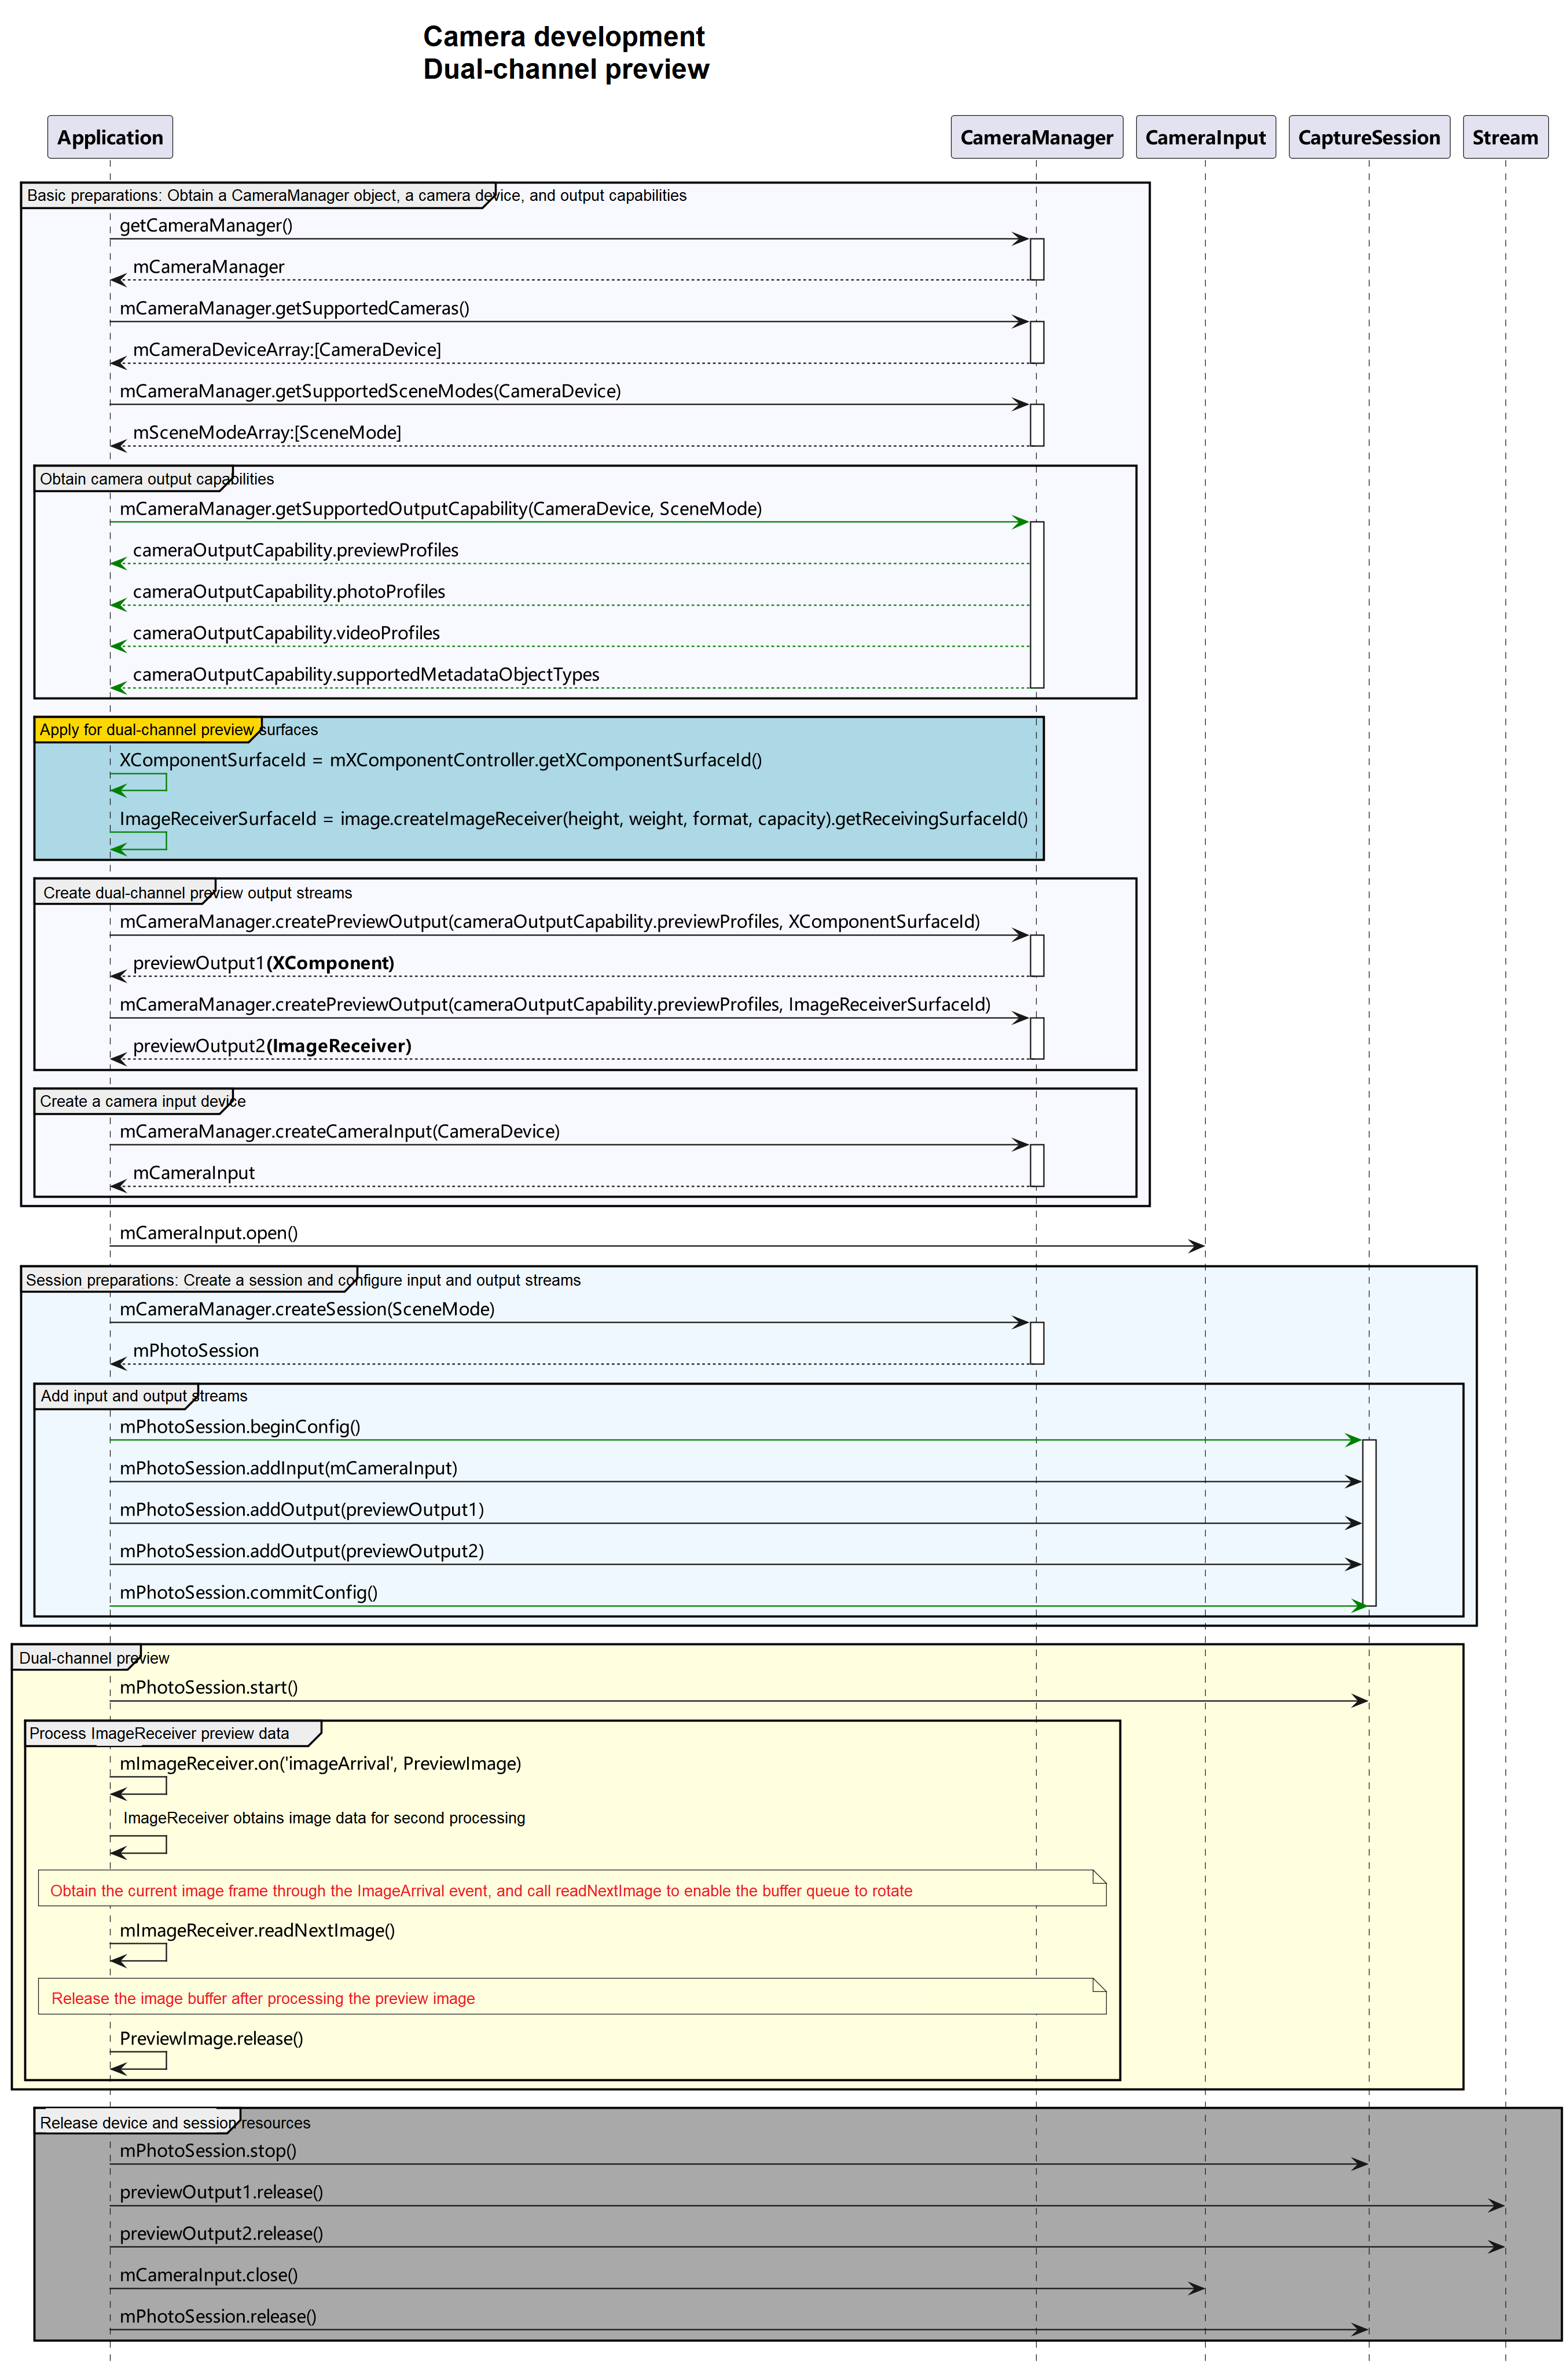 Camera development
Dual-channel preview
Application
CameraManager
CameraInput
CaptureSession
Stream
Basic preparations: Obtain a CameraManager object, a camera device, and output capabilities
getCameraManager()
mCameraManager
mCameraManager.getSupportedCameras()
mCameraDeviceArray:[CameraDevice]
mCameraManager.getSupportedSceneModes(CameraDevice)
mSceneModeArray:[SceneMode]
Obtain camera output capabilities
mCameraManager.getSupportedOutputCapability(CameraDevice, SceneMode)
cameraOutputCapability.previewProfiles
cameraOutputCapability.photoProfiles
cameraOutputCapability.videoProfiles
cameraOutputCapability.supportedMetadataObjectTypes
Apply for dual-channel preview surfaces
XComponentSurfaceId = mXComponentController.getXComponentSurfaceId()
ImageReceiverSurfaceId = image.createImageReceiver(height, weight, format, capacity).getReceivingSurfaceId()
Create dual-channel preview output streams
mCameraManager.createPreviewOutput(cameraOutputCapability.previewProfiles, XComponentSurfaceId)
previewOutput1(XComponent)
mCameraManager.createPreviewOutput(cameraOutputCapability.previewProfiles, ImageReceiverSurfaceId)
previewOutput2(ImageReceiver)
Create a camera input device
mCameraManager.createCameraInput(CameraDevice)
mCameraInput
mCameraInput.open()
Session preparations: Create a session and configure input and output streams
mCameraManager.createSession(SceneMode)
mPhotoSession
Add input and output streams
mPhotoSession.beginConfig()
mPhotoSession.addInput(mCameraInput)
mPhotoSession.addOutput(previewOutput1)
mPhotoSession.addOutput(previewOutput2)
mPhotoSession.commitConfig()
Dual-channel preview
mPhotoSession.start()
Process ImageReceiver preview data
mImageReceiver.on('imageArrival', PreviewImage)
ImageReceiver obtains image data for second processing
Obtain the current image frame through the ImageArrival event, and call readNextImage to enable the buffer queue to rotate
mImageReceiver.readNextImage()
Release the image buffer after processing the preview image
PreviewImage.release()
Release device and session resources
mPhotoSession.stop()
previewOutput1.release()
previewOutput2.release()
mCameraInput.close()
mPhotoSession.release()